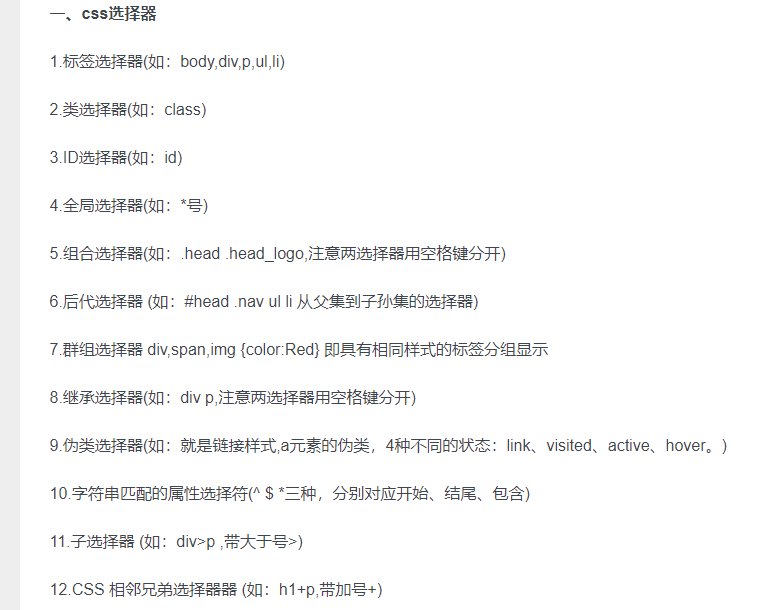 一、css选择器
1.标签选择器(如：body,div,p,ul,li)
2.类选择器(如：class)
3.ID选择器(如：id)
4.全局选择器(如：*号)
5.组合选择器(如：.head .head_logo,注意两选择器用空格键分开)
6.后代选择器 (如：#head .nav ul li 从父集到子孙集的选择器)
7.群组选择器 div,span,img {color:Red} 即具有相同样式的标签分组显示
8.继承选择器(如：div p,注意两选择器用空格键分开)
9.伪类选择器(如：就是链接样式,a元素的伪类，4种不同的状态：link、visited、active、hover。)
10.字符串匹配的属性选择符(^ $ *三种，分别对应开始、结尾、包含)
11.子选择器 (如：div>p ,带大于号>)
12.CSS 相邻兄弟选择器器 (如：h1+p,带加号+)